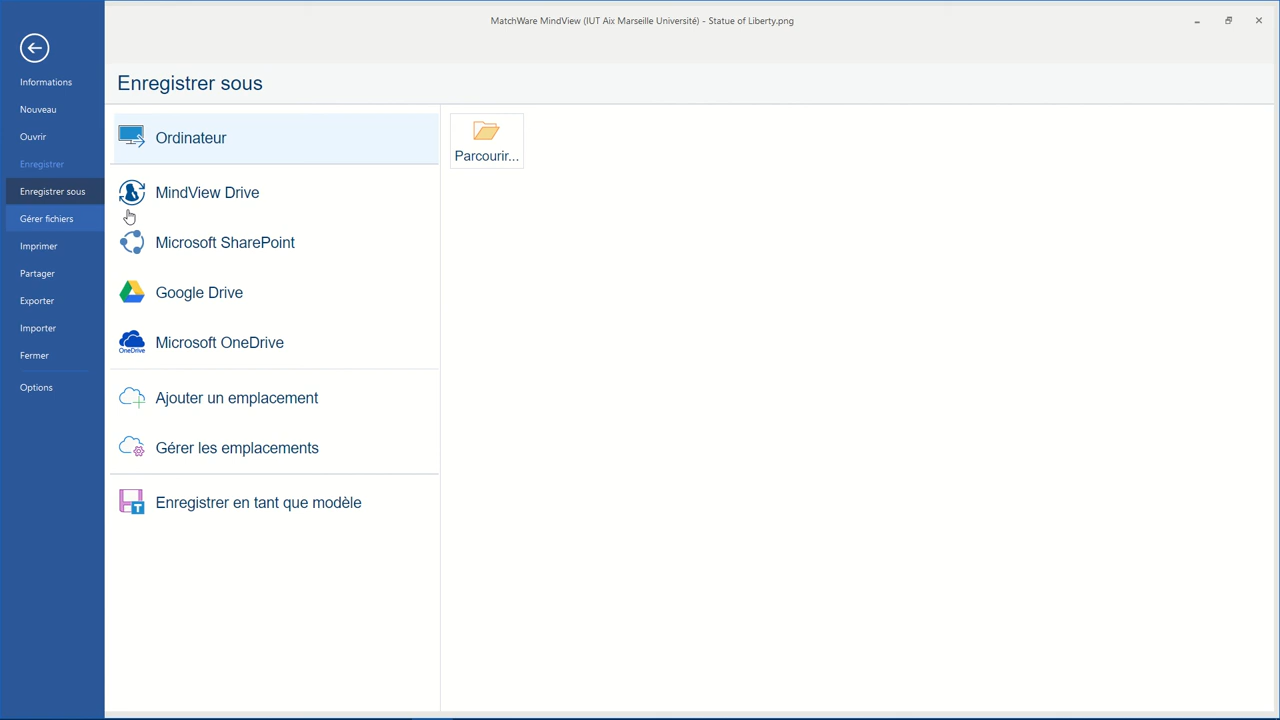 MatchWare MindView (IUT Aix Marseille Université) - Statue of Liberty.png
Informations
Nouveau
Ouvrir
Enregistrer
Enregistrer sous
Gérer fichiers
Imprimer
Partager
Exporter
Importer
Fermer
Options
Enregistrer sous
Ordinateur
MindView Drive
Microsoft SharePoint
Google Drive
OneDrive
Microsoft OneDrive
Ajouter un emplacement
Gérer les emplacements
T
Enregistrer en tant que modèle
Parcourir...